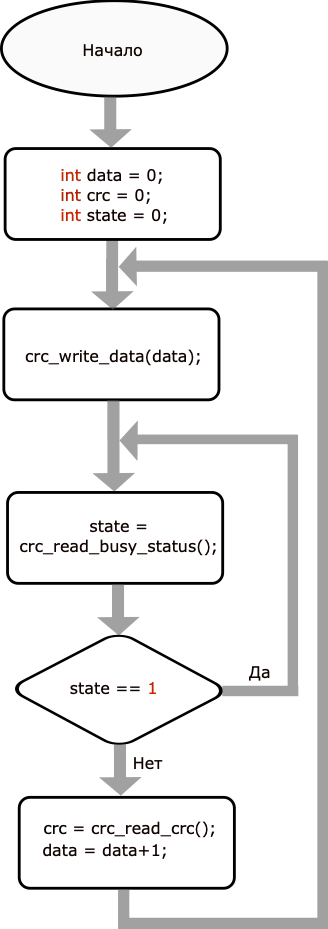 Начало
int data = 0;
int crc = 0;
int state = 0;
crc_write_data(data);
state =
crc_read_busy_status();
state == 1
Да
Нет
crc = crc_read_crc();
data = data+1;